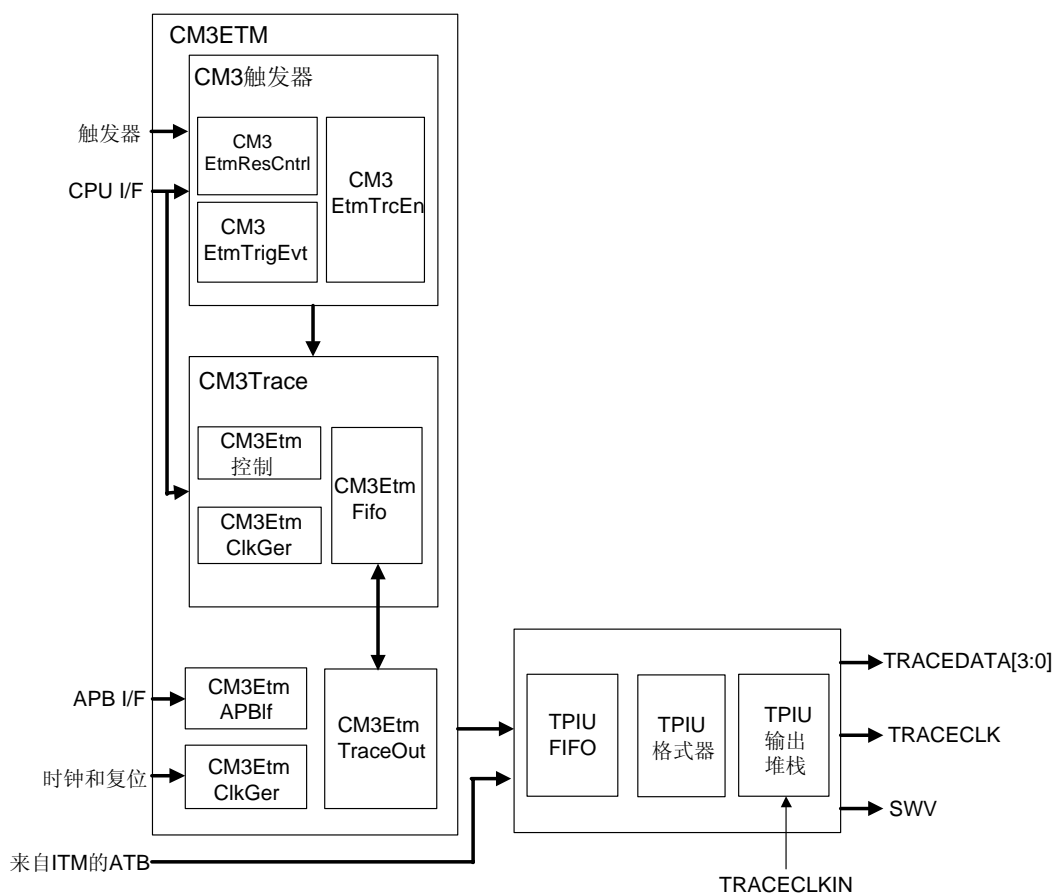 CM3ETM
CM3触发器
触发器
CM3
EtmResCntrl
CPU I/F
CM3
EtmTrcEn
CM3
EtmTrigEvt
CM3Trace
CM3Etm
控制
CM3Etm
Fifo
CM3Etm
ClkGer
APB I/F
CM3Etm
APBIf
CM3Etm
TraceOut
时钟和复位
CM3Etm
ClkGer
来自ITM的ATB
TPIU
FIFO
TPIU
格式器
TPIU
输出
堆栈
TRACEDATA[3:0]
TRACECLK
SWV
TRACECLKIN